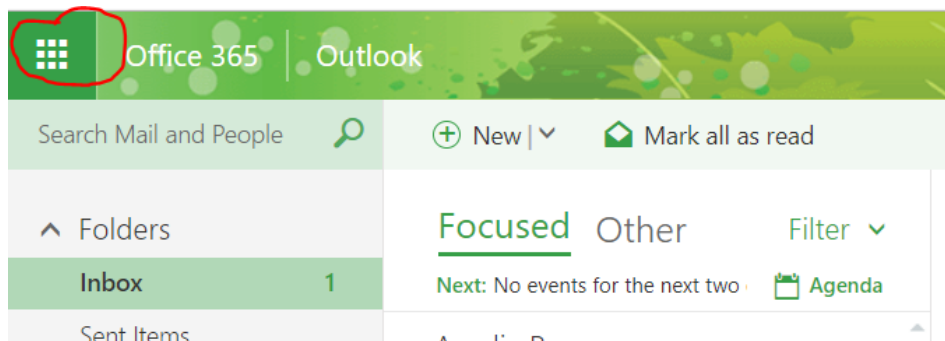 Office 365 Outlook
Search Mail and People
New | Mark all as read
Folders
Inbox 1
Sent Items
Focused Other Filter
Next: No events for the next two Agenda